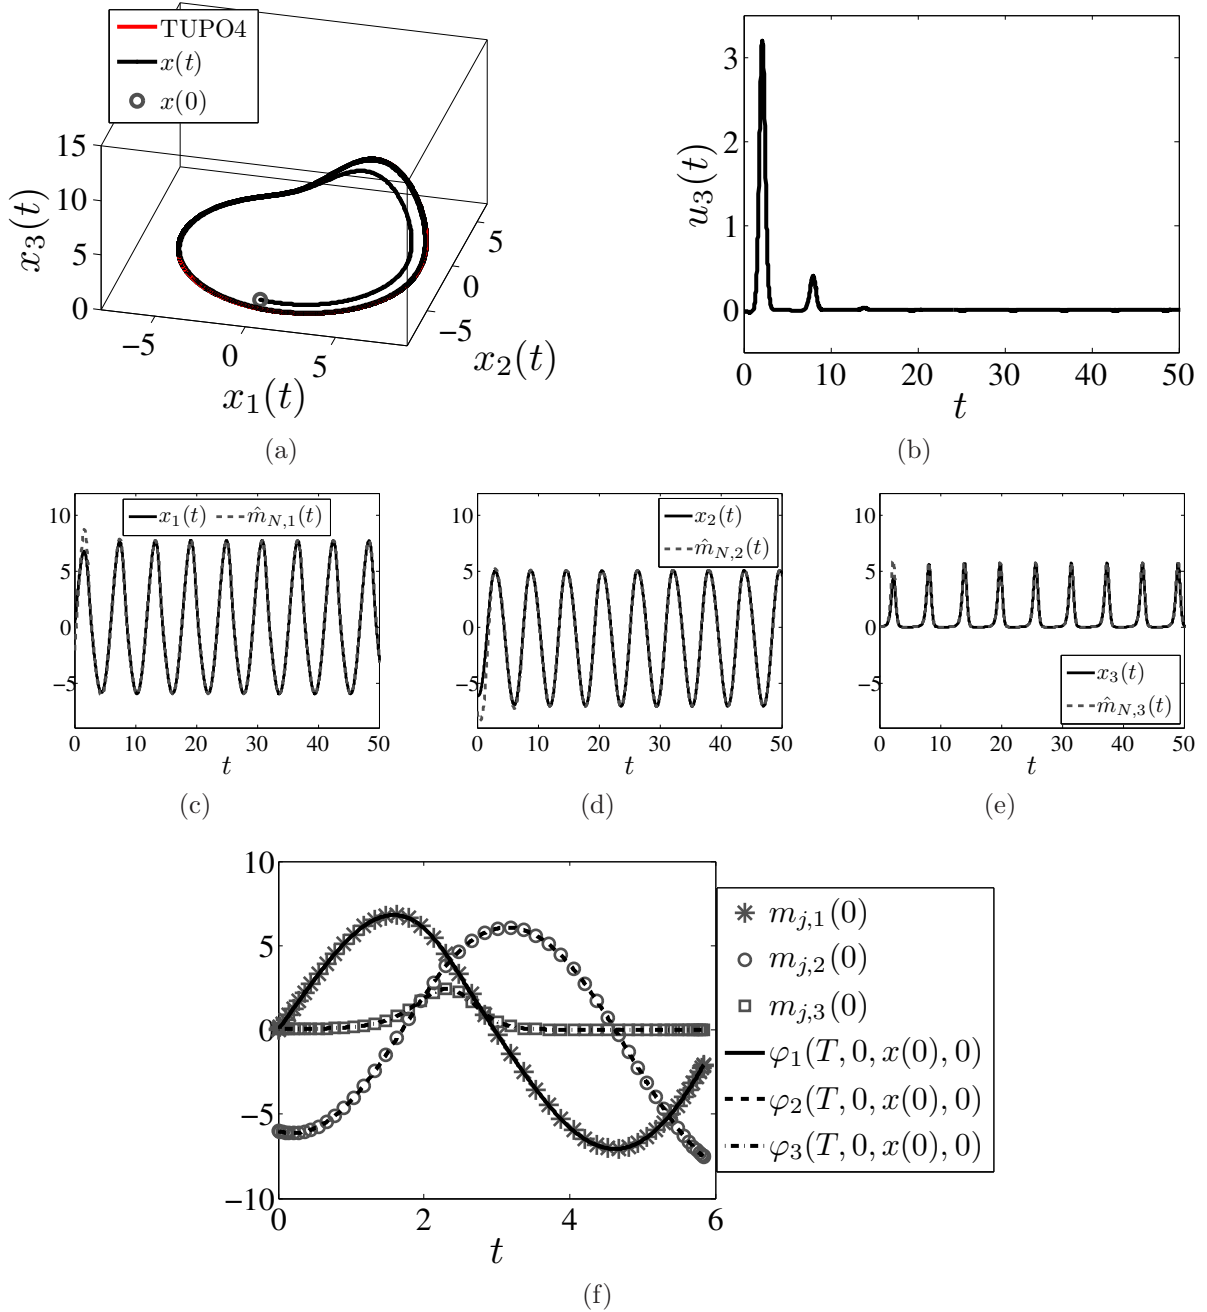 TUPO4
x(t)
x(0)
15
10
5
0
x₃(t)
−5
0
5
x₁(t)
5
0
−5
x₂(t)
(a)
3
2
1
0
u₃(t)
0 10 20 30 40 50
t
(b)
x₁(t) m̂_{N,1}(t)
10
5
0
−5
0 10 20 30 40 50
t
(c)
x₂(t)
m̂_{N,2}(t)
10
5
0
−5
0 10 20 30 40 50
t
(d)
10
5
0
−5
x₃(t)
m̂_{N,3}(t)
0 10 20 30 40 50
t
(e)
10
5
0
−5
−10
0 2 4 6
t
m_{j,1}(0)
m_{j,2}(0)
m_{j,3}(0)
φ₁(T, 0, x(0), 0)
φ₂(T, 0, x(0), 0)
φ₃(T, 0, x(0), 0)
(f)